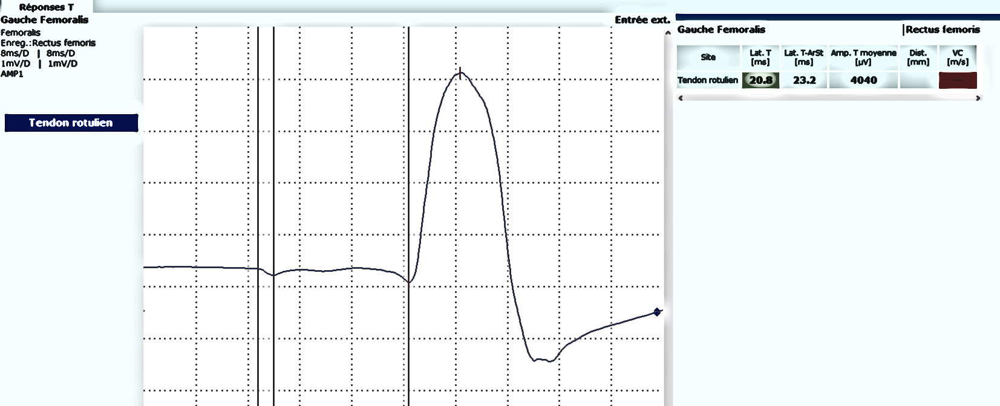 Réponses T
Gauche Femoralis
Femoralis
Enreg.:Rectus femoris
8ms/D | 8ms/D
1mV/D | 1mV/D
AMP1
Tendon rotulien
Entrée ext.
Gauche Femoralis |Rectus femoris
Site Lat. T [ms] Lat. T-ArSt [ms] Amp. T moyenne [µV] Dist. [mm] VC [m/s]
Tendon rotulien 20.8 23.2 4040 --